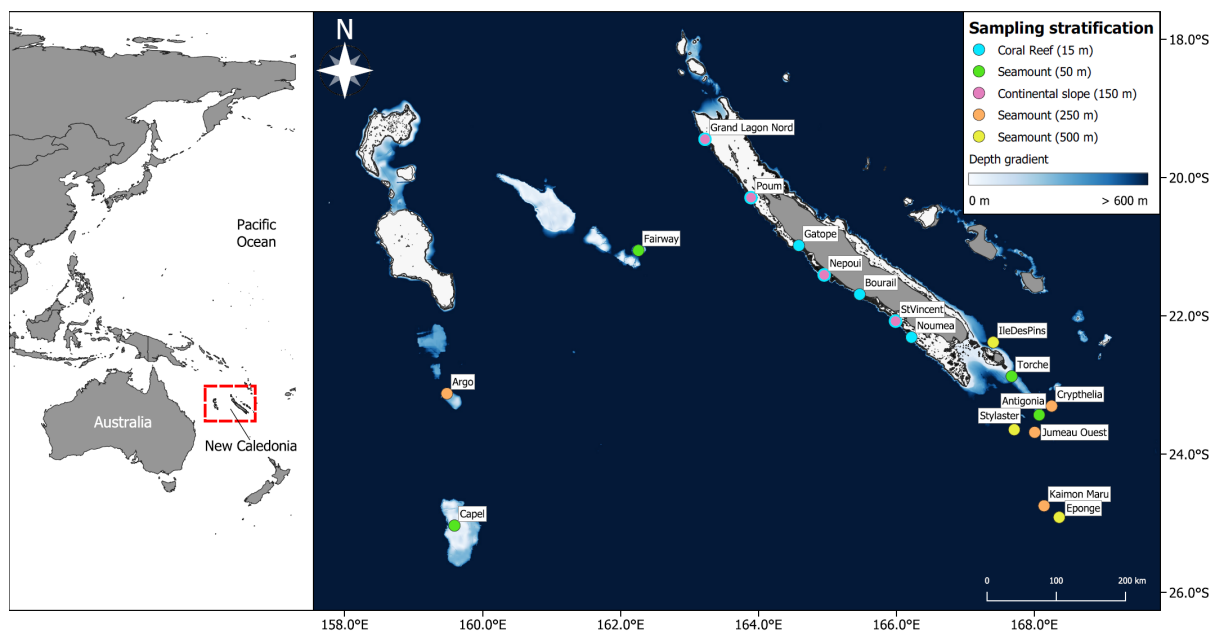 Pacific
Ocean
Australia
New Caledonia
N
Sampling stratification
Coral Reef (15 m)
Seamount (50 m)
Continental slope (150 m)
Seamount (250 m)
Seamount (500 m)
Depth gradient
0 m
> 600 m
Grand Lagon Nord
Poum
Gatope
Fairway
Nepoui
Bourail
StVincent
Noumea
IleDesPins
Torche
Argo
Crypthelia
Antigonia
Stylaster
Jumeau Ouest
Kaimon Maru
Eponge
Capel
0
100
200 km
18.0°S
20.0°S
22.0°S
24.0°S
26.0°S
158.0°E
160.0°E
162.0°E
164.0°E
166.0°E
168.0°E